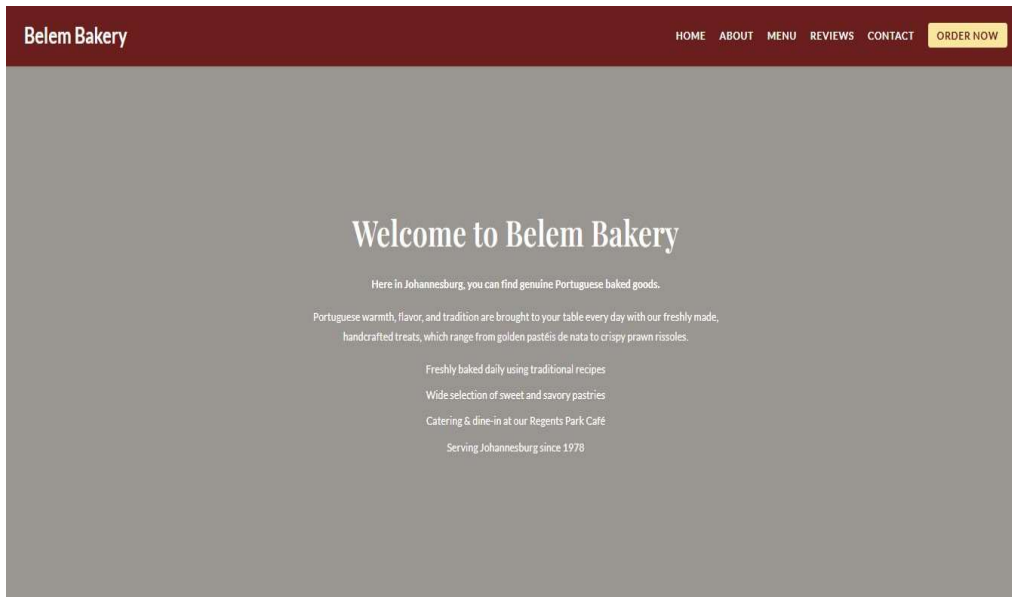 Belem Bakery
HOME ABOUT MENU REVIEWS CONTACT ORDER NOW
Welcome to Belem Bakery
Here in Johannesburg, you can find genuine Portuguese baked goods.
Portuguese warmth, flavor, and tradition are brought to your table every day with our freshly made,
handcrafted treats, which range from golden pastéis de nata to crispy prawn rissoles.
Freshly baked daily using traditional recipes
Wide selection of sweet and savory pastries
Catering & dine-in at our Regents Park Café
Serving Johannesburg since 1978